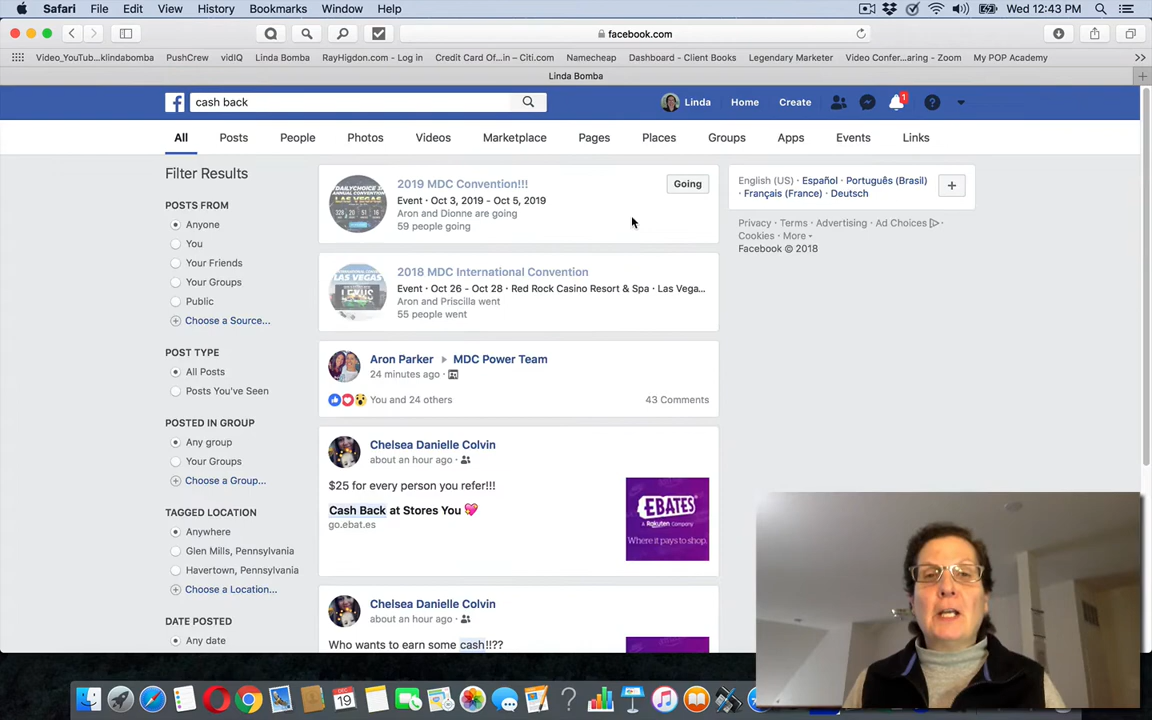 Safari File Edit View History Bookmarks Window Help
Wed 12:43 PM
facebook.com
Video_YouTub...klindabomba PushCrew vidIQ Linda Bomba RayHigdon.com - Log in Credit Card Of...in – Citi.com Namecheap Dashboard - Client Books Legendary Marketer Video Confer...aring - Zoom My POP Academy
Linda Bomba
cash back
Linda Home Create
1
All Posts People Photos Videos Marketplace Pages Places Groups Apps Events Links
Filter Results
POSTS FROM
Anyone
You
Your Friends
Your Groups
Public
Choose a Source...
POST TYPE
All Posts
Posts You've Seen
POSTED IN GROUP
Any group
Your Groups
Choose a Group...
TAGGED LOCATION
Anywhere
Glen Mills, Pennsylvania
Havertown, Pennsylvania
Choose a Location...
DATE POSTED
Any date
2019 MDC Convention!!!
Event · Oct 3, 2019 - Oct 5, 2019
Aron and Dionne are going
59 people going
Going
2018 MDC International Convention
Event · Oct 26 - Oct 28 · Red Rock Casino Resort & Spa · Las Vega...
Aron and Priscilla went
55 people went
Aron Parker MDC Power Team
24 minutes ago ·
You and 24 others
43 Comments
Chelsea Danielle Colvin
about an hour ago ·
$25 for every person you refer!!!
Cash Back at Stores You 💖
go.ebat.es
EBATES
A Rakuten Company
Where it pays to shop.
Chelsea Danielle Colvin
about an hour ago ·
Who wants to earn some cash!!??
English (US) · Español · Português (Brasil) ·
Français (France) · Deutsch
Privacy · Terms · Advertising · Ad Choices ·
Cookies · More
Facebook © 2018
DEC
19